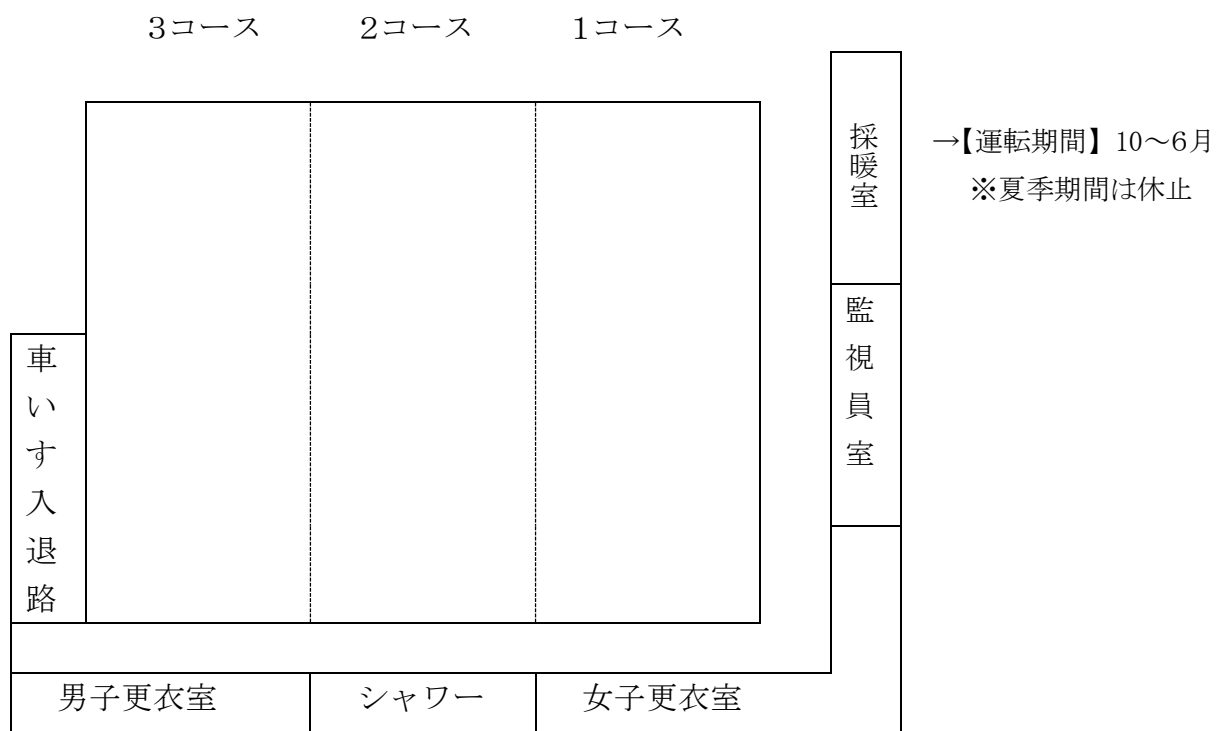 3コース 2コース 1コース
採暖室
→【運転期間】10～6月
※夏季期間は休止
監視員室
車いす入退路
男子更衣室 シャワー 女子更衣室